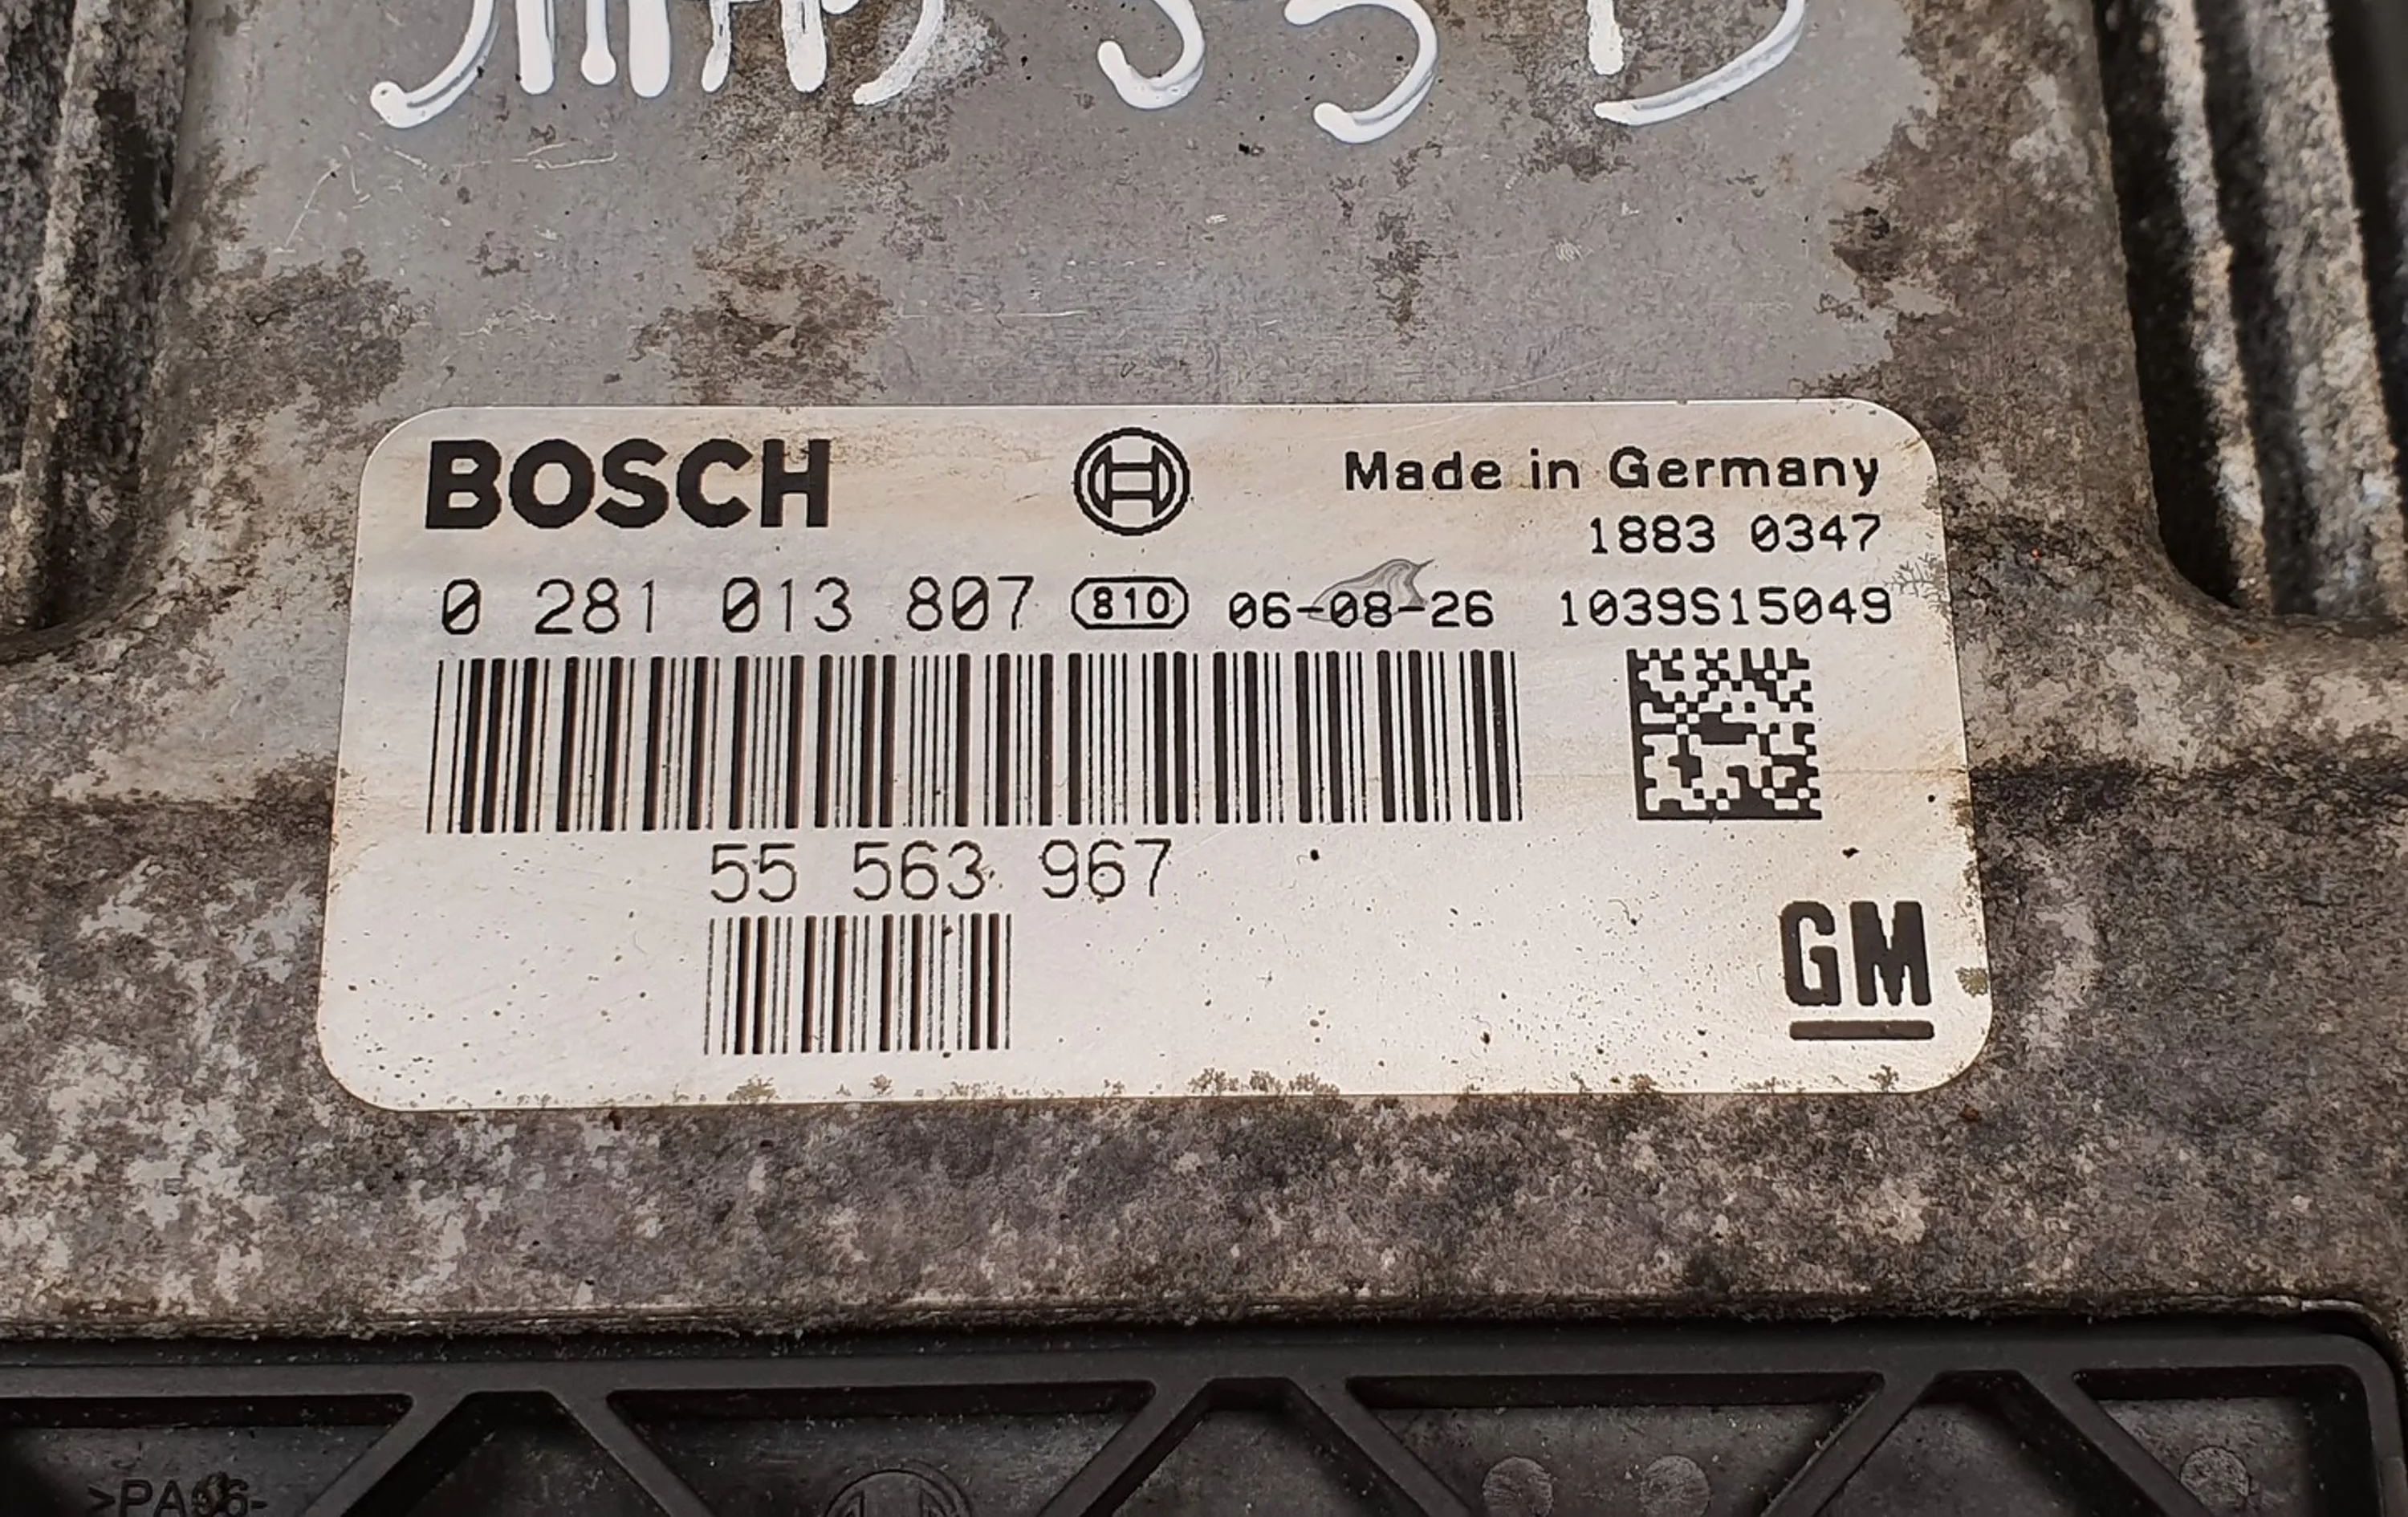 BOSCH Made in Germany
1883 0347
0 281 013 807 810 06-08-26 1039S15049
55 563 967
GM
>PA66-